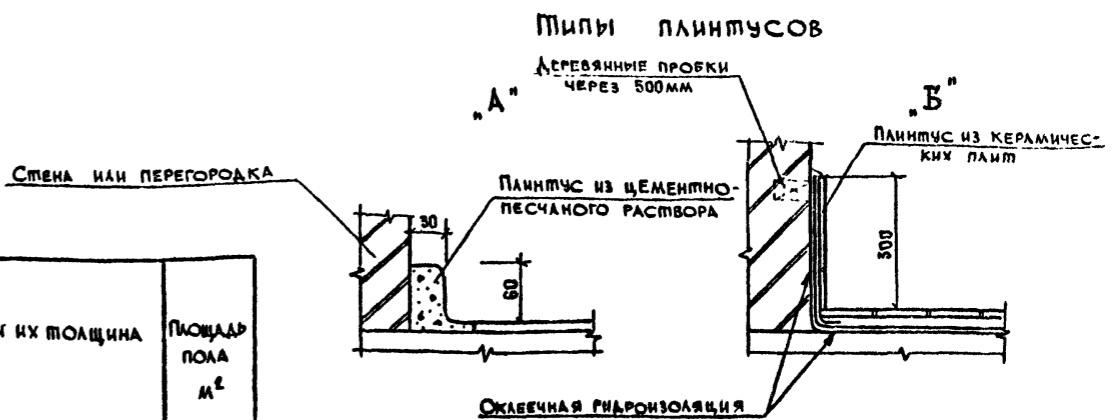 Типы плинтусов
Деревянные пробки
через 500мм
„А"
„Б"
Плинтус из керамичес-
ких плит
Стена или перегородка
Плинтус из цементно-
песчаного раствора
30
60
300
их толщина
Площадь
пола
м²
Оклеечная гидроизоляция